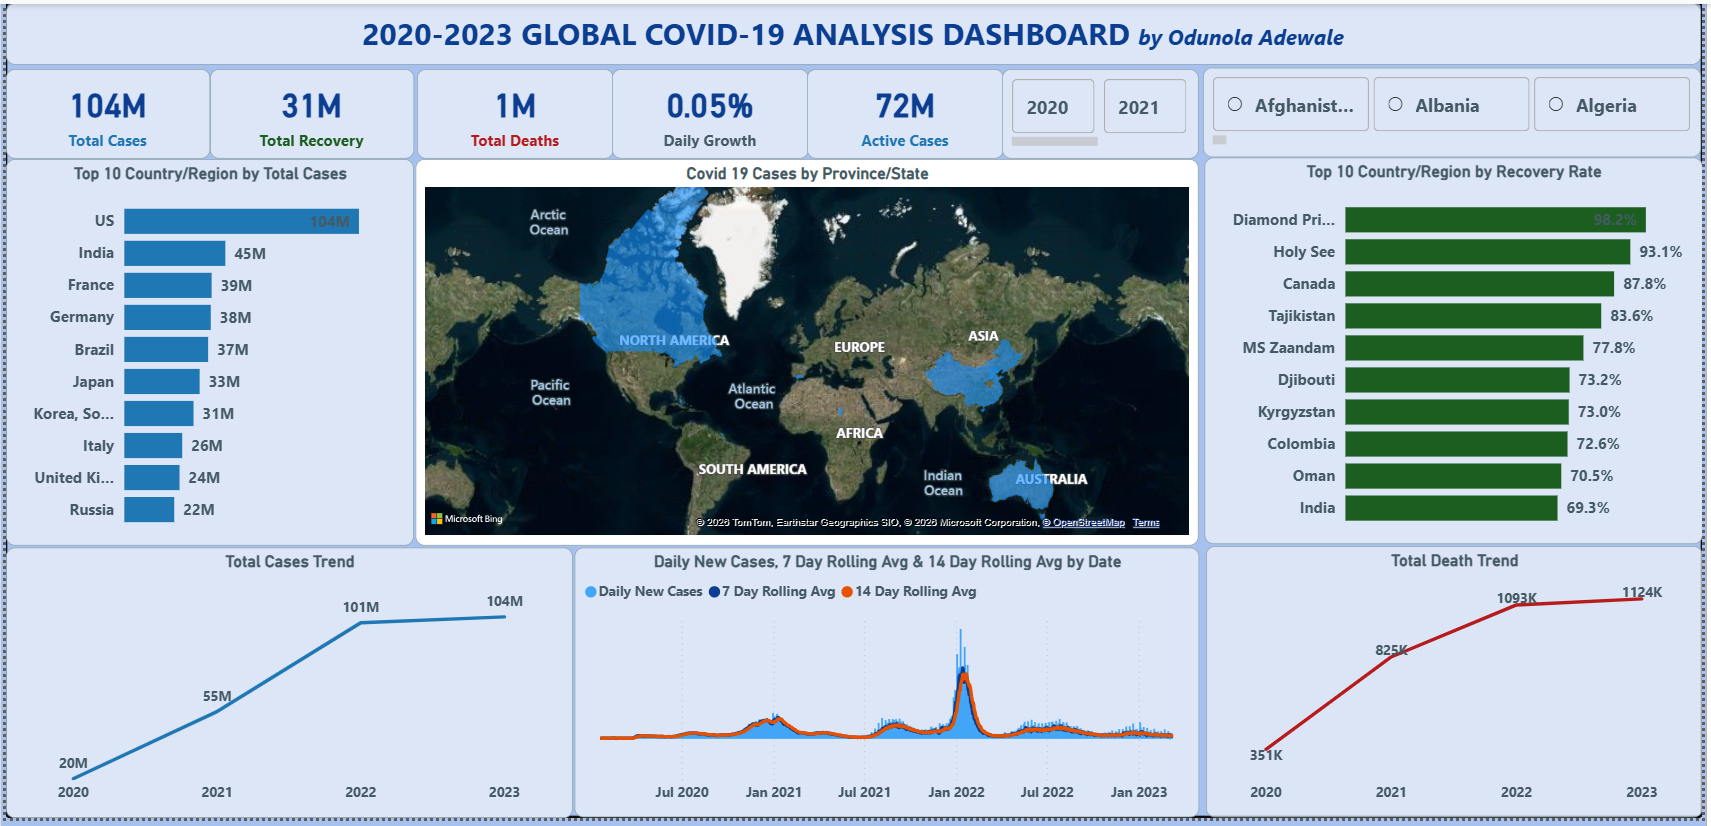 2020-2023 GLOBAL COVID-19 ANALYSIS DASHBOARD by Odunola Adewale
104M
Total Cases
31M
Total Recovery
1M
Total Deaths
0.05%
Daily Growth
72M
Active Cases
2020
2021
Afghanist...
Albania
Algeria
Top 10 Country/Region by Total Cases
US 104M
India 45M
France 39M
Germany 38M
Brazil 37M
Japan 33M
Korea, So... 31M
Italy 26M
United Ki... 24M
Russia 22M
Covid 19 Cases by Province/State
Arctic
Ocean
NORTH AMERICA
EUROPE
ASIA
Pacific
Ocean
Atlantic
Ocean
AFRICA
SOUTH AMERICA
Indian
Ocean
AUSTRALIA
Microsoft Bing
© 2026 TomTom, Earthstar Geographics SIO, © 2026 Microsoft Corporation, © OpenStreetMap Terms
Top 10 Country/Region by Recovery Rate
Diamond Pri... 98.2%
Holy See 93.1%
Canada 87.8%
Tajikistan 83.6%
MS Zaandam 77.8%
Djibouti 73.2%
Kyrgyzstan 73.0%
Colombia 72.6%
Oman 70.5%
India 69.3%
Total Cases Trend
20M
55M
101M
104M
2020 2021 2022 2023
Daily New Cases, 7 Day Rolling Avg & 14 Day Rolling Avg by Date
Daily New Cases 7 Day Rolling Avg 14 Day Rolling Avg
Jul 2020 Jan 2021 Jul 2021 Jan 2022 Jul 2022 Jan 2023
Total Death Trend
351K
825K
1093K
1124K
2020 2021 2022 2023